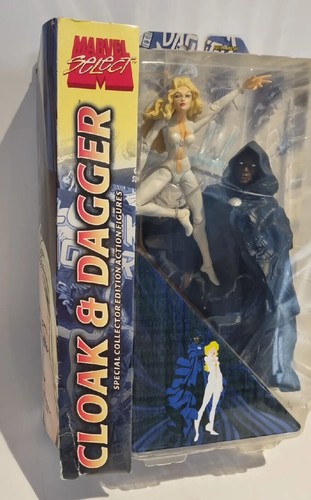 MARVEL
Select
CLOAK & DAGGER
SPECIAL COLLECTOR EDITION ACTION FIGURES